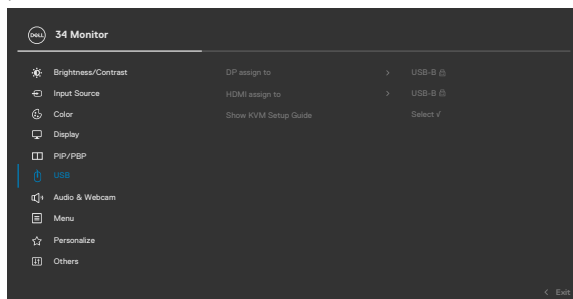 DELL 34 Monitor
Brightness/Contrast DP assign to > USB-B
Input Source HDMI assign to > USB-B
Color Show KVM Setup Guide Select √
Display
PIP/PBP
USB
Audio & Webcam
Menu
Personalize
Others
< Exit